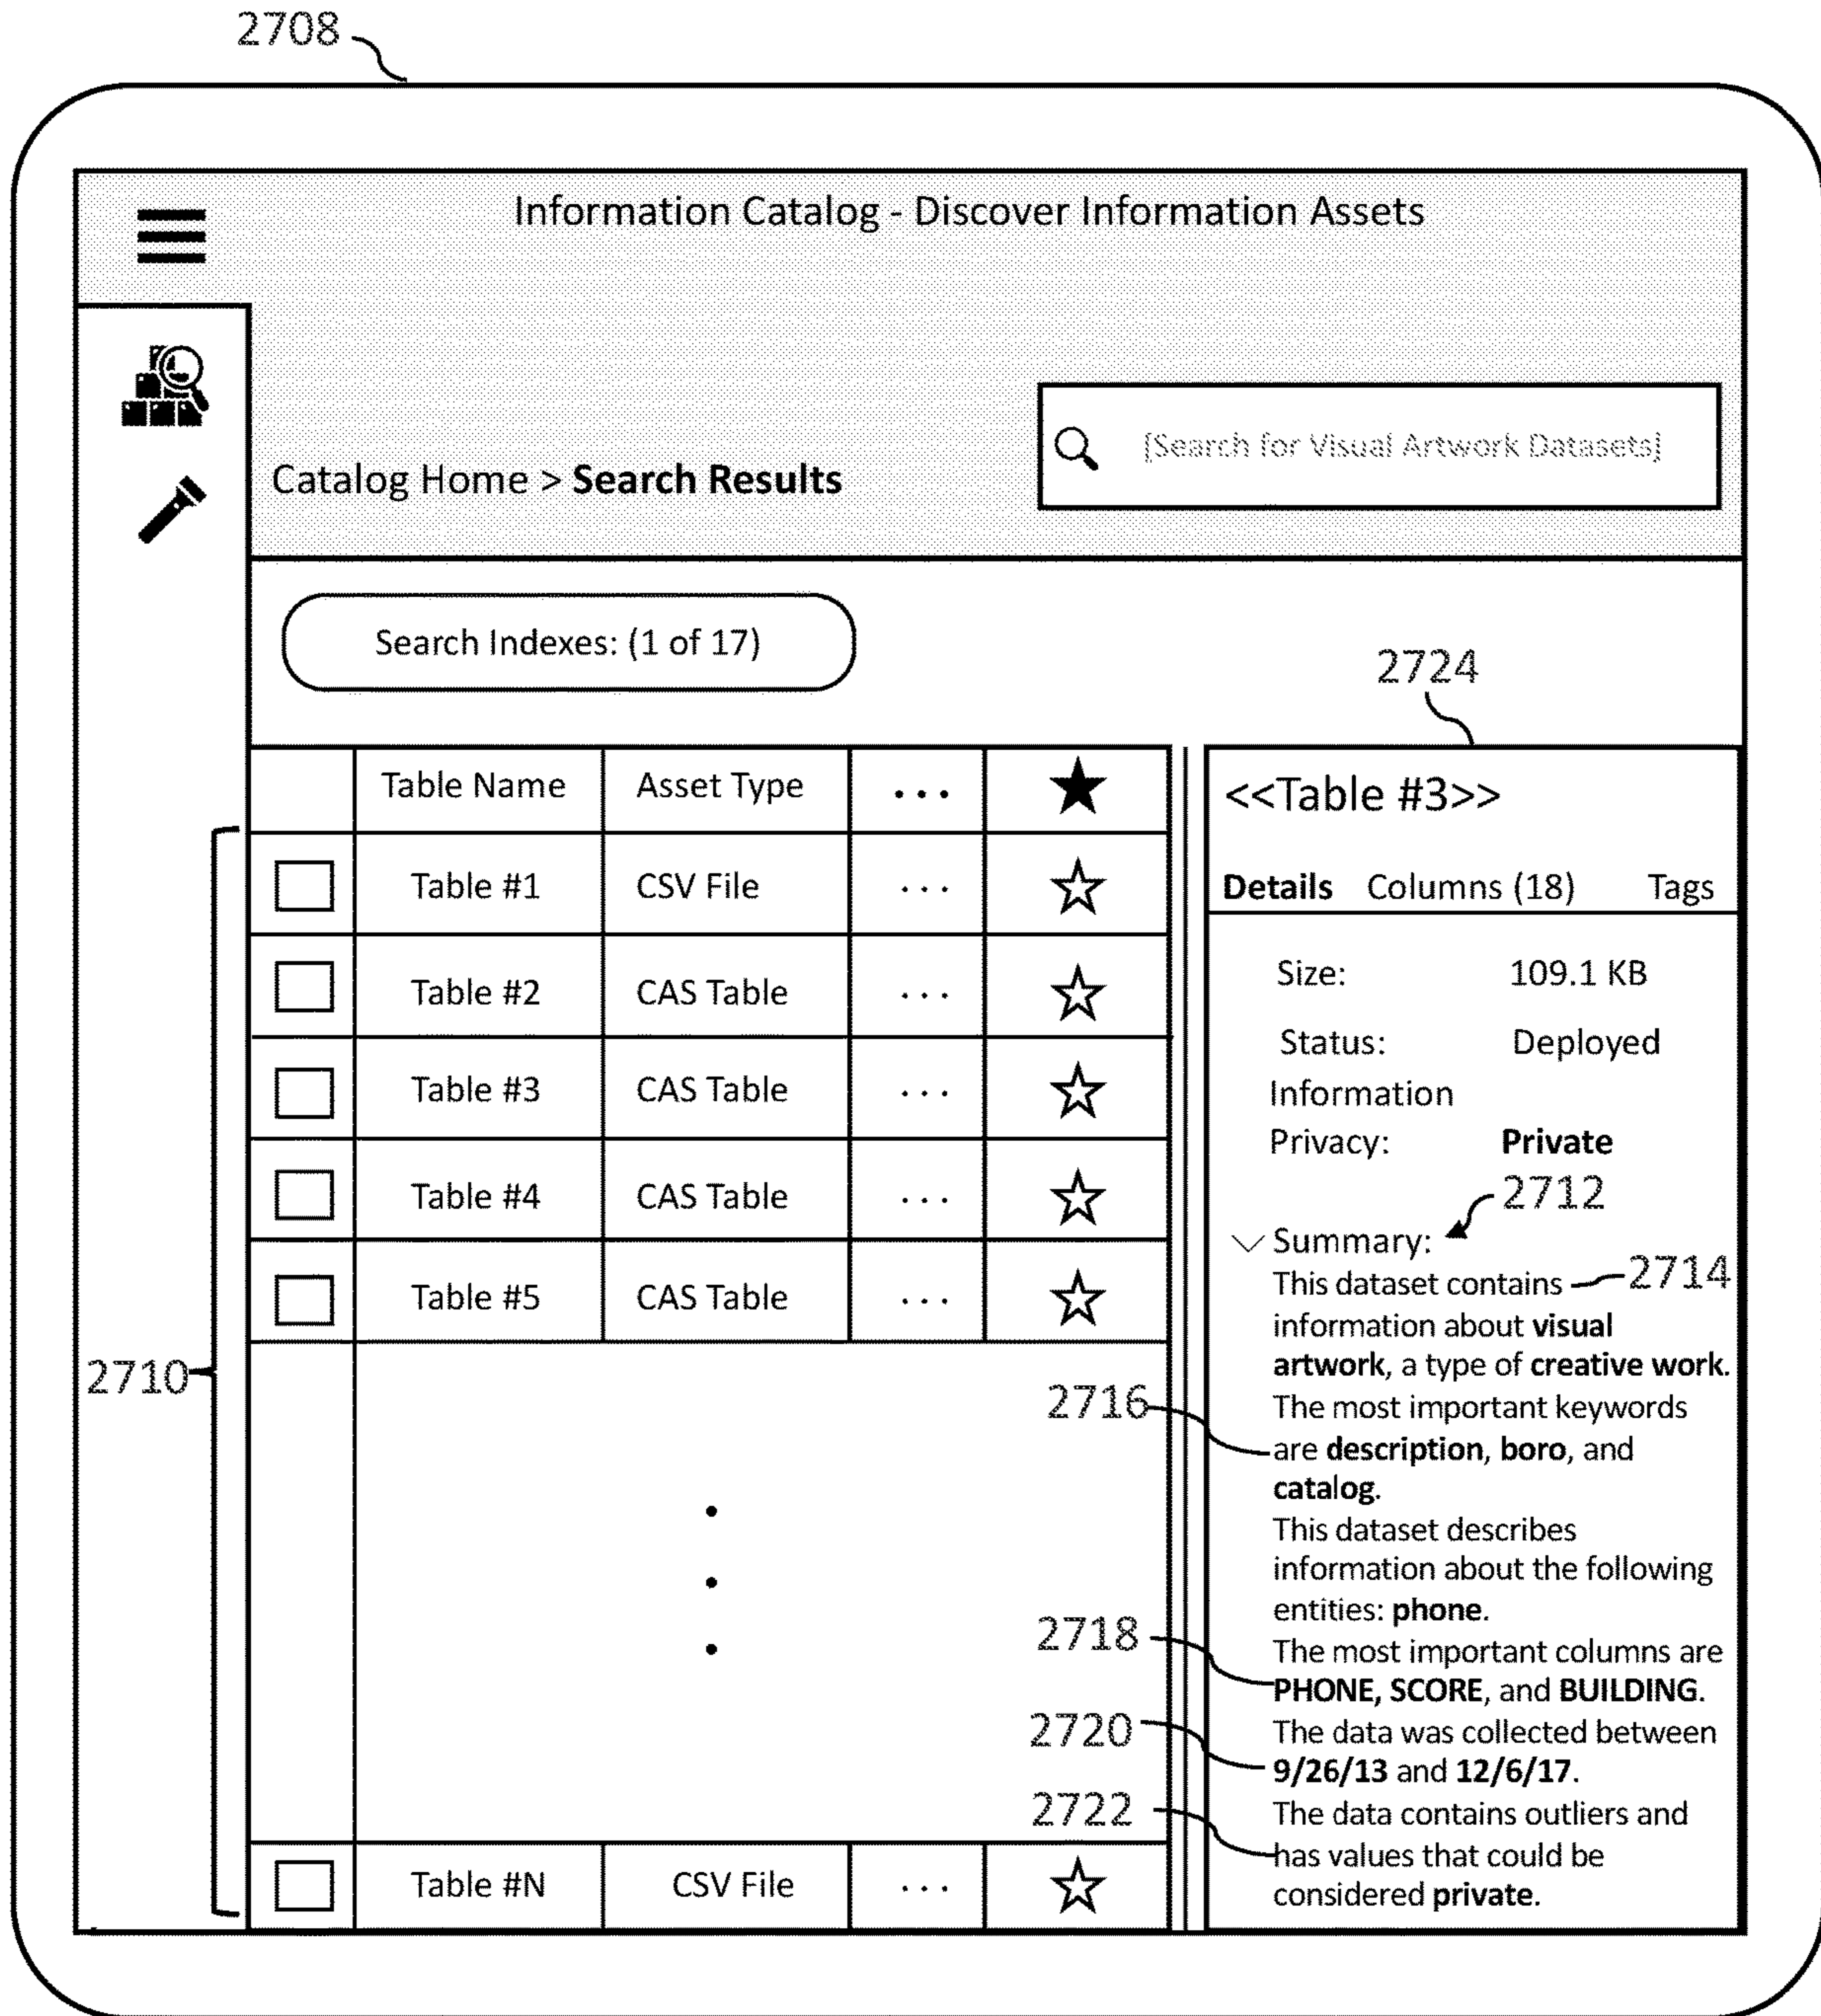 2708
Information Catalog - Discover Information Assets
[Search for Visual Artwork Datasets]
Catalog Home > Search Results
Search Indexes: (1 of 17)
2724
Table Name Asset Type ...
Table #1 CSV File ...
Table #2 CAS Table ...
Table #3 CAS Table ...
Table #4 CAS Table ...
Table #5 CAS Table ...
2710
Table #N CSV File ...
<<Table #3>>
Details Columns (18) Tags
Size: 109.1 KB
Status: Deployed
Information
Privacy: Private
2712
Summary:
This dataset contains 2714
information about visual
artwork, a type of creative work.
The most important keywords
2716
are description, boro, and
catalog.
This dataset describes
information about the following
entities: phone.
2718
The most important columns are
PHONE, SCORE, and BUILDING.
2720
The data was collected between
9/26/13 and 12/6/17.
2722
The data contains outliers and
has values that could be
considered private.